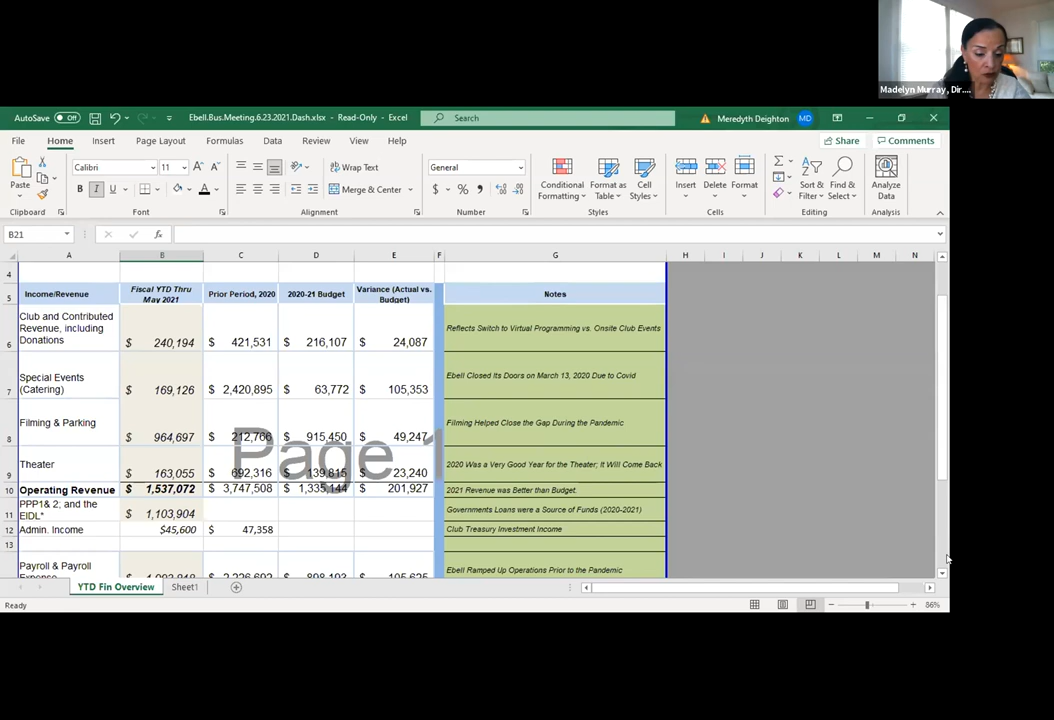 Madelyn Murray, Dir....
AutoSave Off Ebell.Bus.Meeting.6.23.2021.Dash.xlsx - Read-Only - Excel Search Meredyth Deighton MD
File Home Insert Page Layout Formulas Data Review View Help Share Comments
Paste Calibri 11 Wrap Text General Conditional Formatting Format as Table Cell Styles Insert Delete Format Sort & Filter Find & Select Analyze Data
B I U Merge & Center $ %
Clipboard Font Alignment Number Styles Cells Editing Analysis
B21 fx
A B C D E F G H I J K L M N
4
5 Income/Revenue Fiscal YTD Thru May 2021 Prior Period, 2020 2020-21 Budget Variance (Actual vs. Budget) Notes
6 Club and Contributed Revenue, including Donations $ 240,194 $ 421,531 $ 216,107 $ 24,087 Reflects Switch to Virtual Programming vs. Onsite Club Events
7 Special Events (Catering) $ 169,126 $ 2,420,895 $ 63,772 $ 105,353 Ebell Closed Its Doors on March 13, 2020 Due to Covid
8 Filming & Parking $ 964,697 $ 212,766 $ 915,450 $ 49,247 Filming Helped Close the Gap During the Pandemic
9 Theater $ 163,055 $ 692,316 $ 139,815 $ 23,240 2020 Was a Very Good Year for the Theater; It Will Come Back
10 Operating Revenue $ 1,537,072 $ 3,747,508 $ 1,335,144 $ 201,927 2021 Revenue was Better than Budget.
11 PPP1& 2; and the EIDL* $ 1,103,904 Governments Loans were a Source of Funds (2020-2021)
12 Admin. Income $45,600 $ 47,358 Club Treasury Investment Income
13
Payroll & Payroll Ebell Ramped Up Operations Prior to the Pandemic
Page 1
YTD Fin Overview Sheet1
Ready 86%